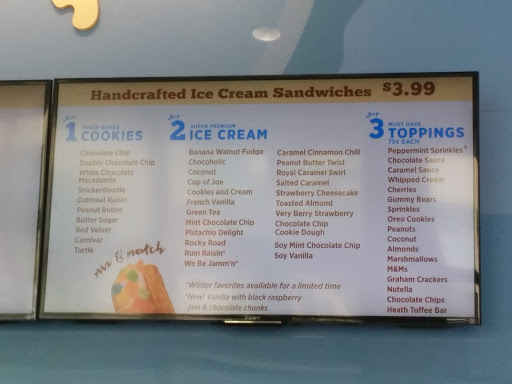 Handcrafted Ice Cream Sandwiches $3.99
STEP 1 FRESH BAKED
COOKIES
Chocolate Chip
Double Chocolate Chip
White Chocolate
Macadamia
Snickerdoodle
Oatmeal Raisin
Peanut Butter
Butter Sugar
Red Velvet
Carnival
Turtle
mix & match
STEP 2 SUPER PREMIUM
ICE CREAM
Banana Walnut Fudge
Chocoholic
Coconut
Cup of Joe
Cookies and Cream
French Vanilla
Green Tea
Mint Chocolate Chip
Pistachio Delight
Rocky Road
Rum Raisin*
We Be Jamm'n*
Caramel Cinnamon Chill
Peanut Butter Twist
Royal Caramel Swirl
Salted Caramel
Strawberry Cheesecake
Toasted Almond
Very Berry Strawberry
Chocolate Chip
Cookie Dough
Soy Mint Chocolate Chip
Soy Vanilla
*Winter favorites available for a limited time
*New! Vanilla with black raspberry
jam & chocolate chunks
STEP 3 MUST HAVE
TOPPINGS
75¢ EACH
Peppermint Sprinkles*
Chocolate Sauce
Caramel Sauce
Whipped Cream
Cherries
Gummy Bears
Sprinkles
Oreo Cookies
Peanuts
Coconut
Almonds
Marshmallows
M&Ms
Graham Crackers
Nutella
Chocolate Chips
Heath Toffee Bar
SONY